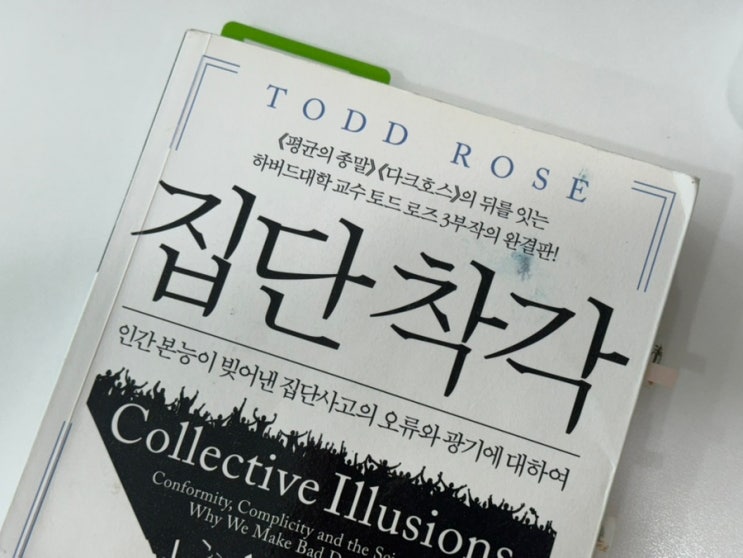 TODD ROSE
《평균의 종말》《다크호스》의 뒤를 잇는
하버드대학 교수 토드 로즈 3부작의 완결판!
집단 착각
인간 본능이 빚어낸 집단사고의 오류와 광기에 대하여
Collective Illusions
Conformity, Complicity and the
Why We Make Bad